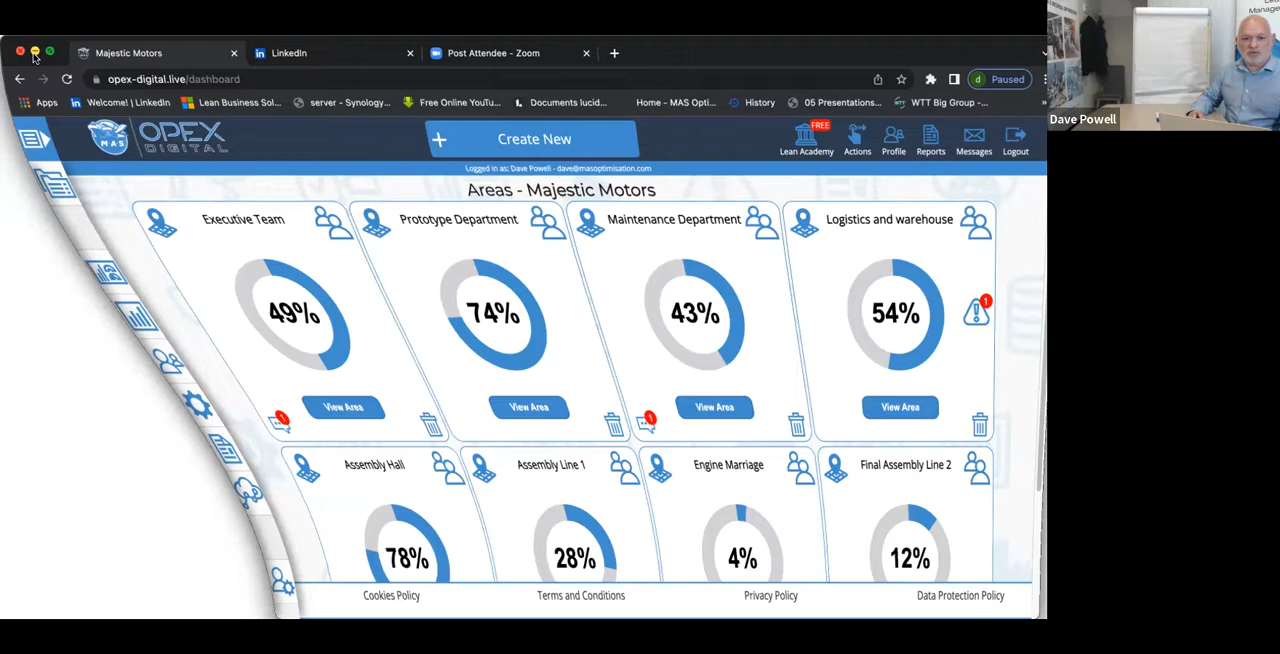 Majestic Motors
LinkedIn
Post Attendee - Zoom
opex-digital.live/dashboard
d Paused
Apps Welcome! | LinkedIn Lean Business Sol... server - Synology... Free Online YouTu... Documents lucid... Home - MAS Opti... History 05 Presentations... WTT WTT Big Group -...
M.A.S OPEX DIGITAL
+ Create New
FREE
Lean Academy Actions Profile Reports Messages Logout
Logged in as: Dave Powell - dave@masoptimisation.com
Areas - Majestic Motors
Executive Team Prototype Department Maintenance Department Logistics and warehouse
49% 74% 43% 54% 1
View Area View Area View Area View Area
1 1
Assembly Hall Assembly Line 1 Engine Marriage Final Assembly Line 2
78% 28% 4% 12%
Cookies Policy Terms and Conditions Privacy Policy Data Protection Policy
Dave Powell